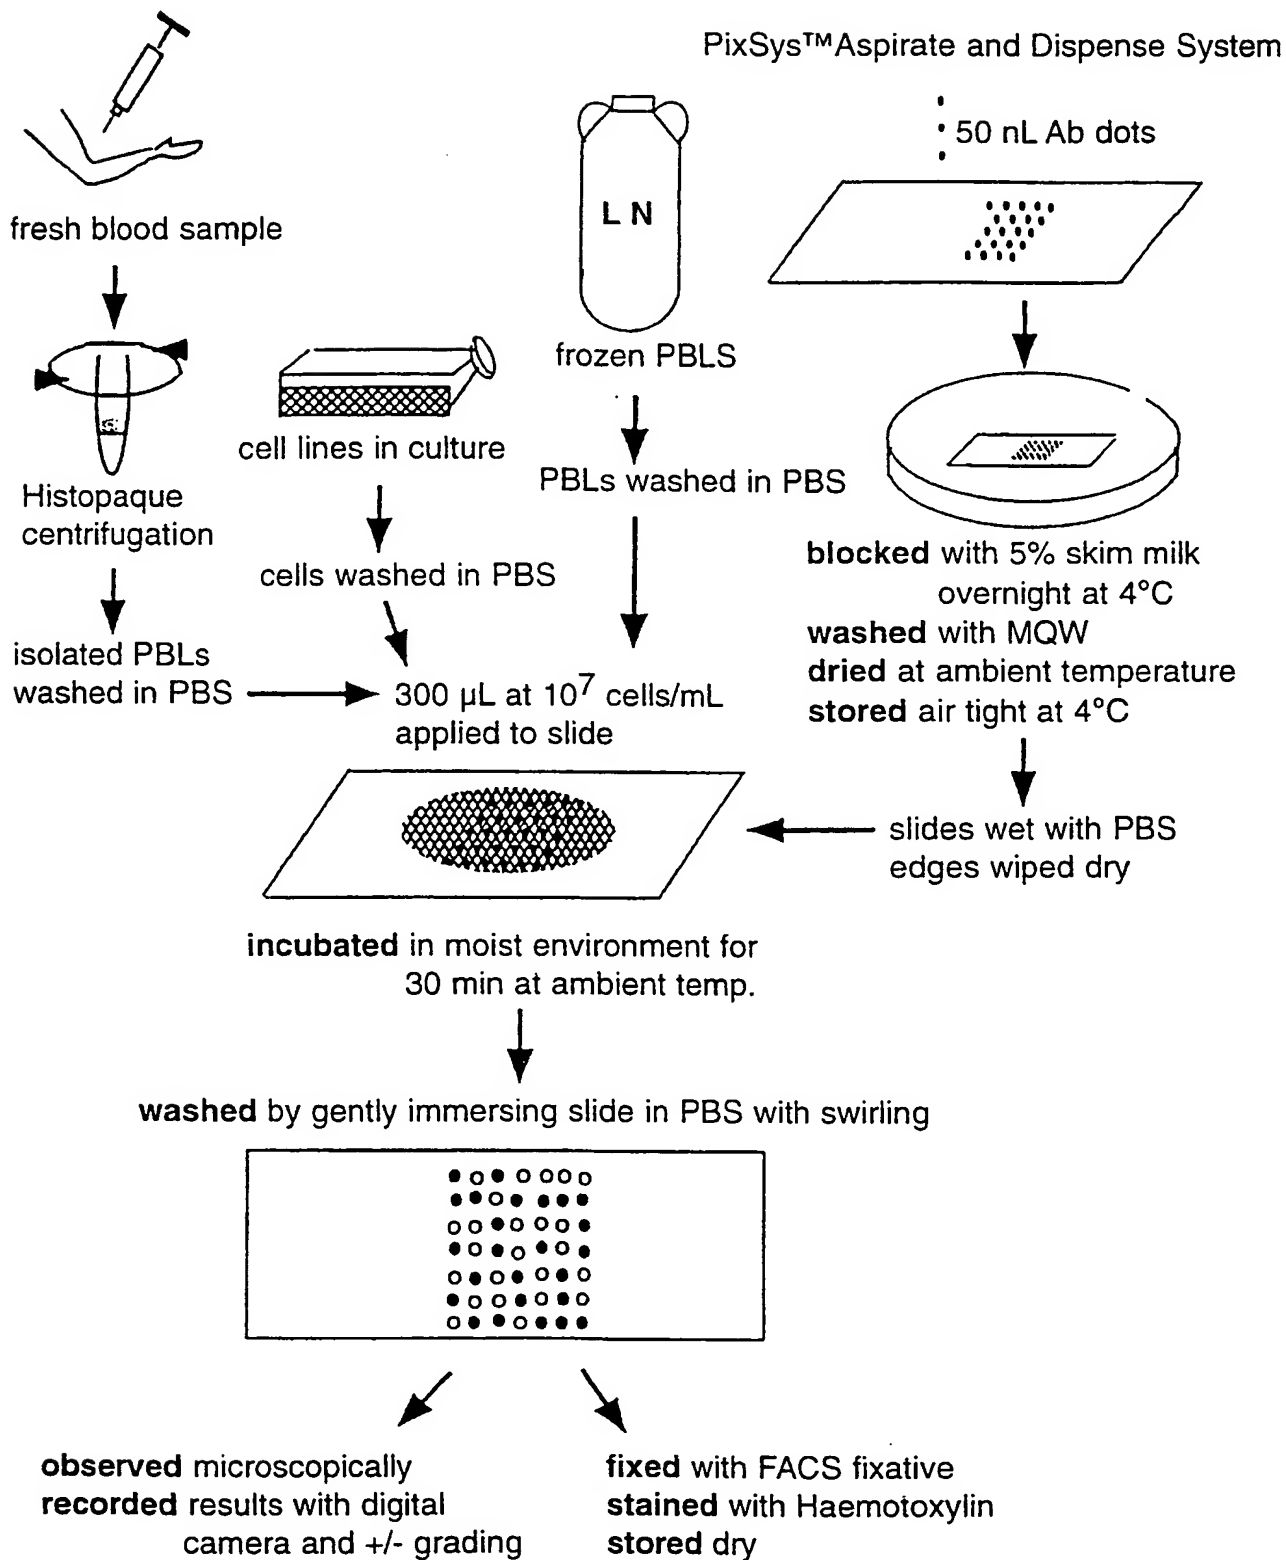 PixSys™ Aspirate and Dispense System
50 nL Ab dots
fresh blood sample
L N
frozen PBLS
cell lines in culture
PBLs washed in PBS
Histopaque
centrifugation
cells washed in PBS
blocked with 5% skim milk
overnight at 4°C
washed with MQW
dried at ambient temperature
stored air tight at 4°C
isolated PBLs
washed in PBS
300 µL at 10⁷ cells/mL
applied to slide
slides wet with PBS
edges wiped dry
incubated in moist environment for
30 min at ambient temp.
washed by gently immersing slide in PBS with swirling
observed microscopically
recorded results with digital
camera and +/- grading
fixed with FACS fixative
stained with Haemotoxylin
stored dry